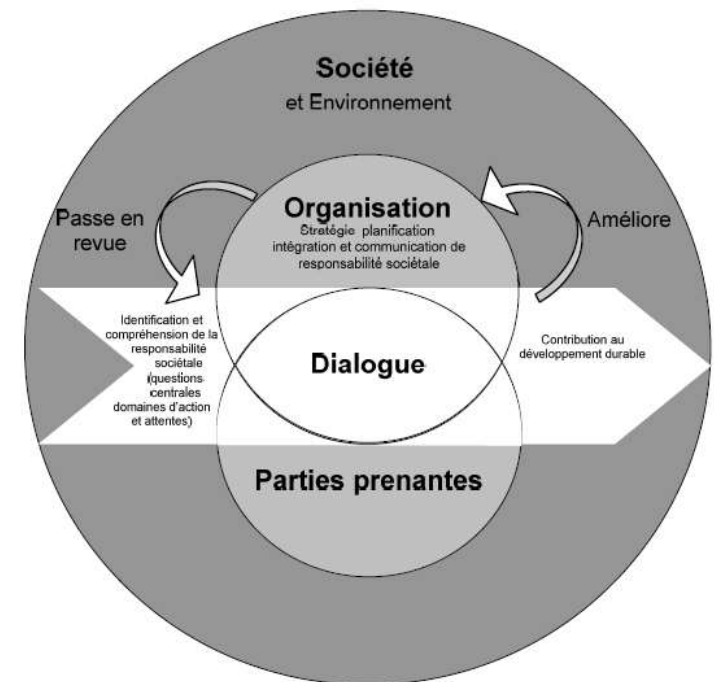 Société
et Environnement
Passe en
revue
Organisation
Stratégie planification
intégration et communication de
responsabilité sociétale
Améliore
Identification et
compréhension de la
responsabilité
sociétale
(questions
centrales
domaines d'action
et attentes)
Dialogue
Contribution au
développement durable
Parties prenantes